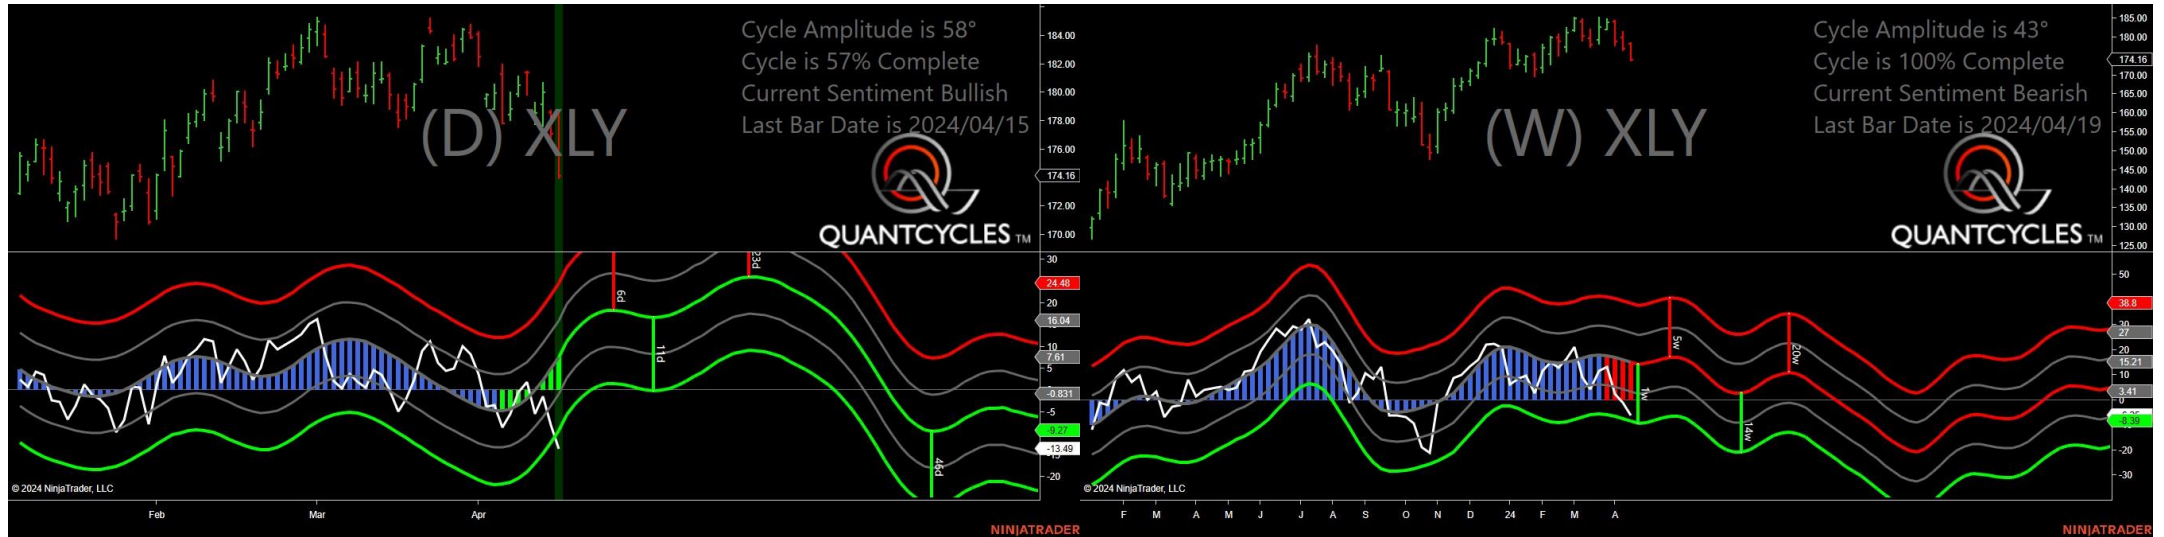 Cycle Amplitude is 58°
Cycle is 57% Complete
Current Sentiment Bullish
Last Bar Date is 2024/04/15
(D) XLY
QUANTCYCLES TM
184.00
182.00
180.00
178.00
176.00
174.16
172.00
170.00
30
24.48
20
16.04
7.61
5
-0.831
-5
-9.27
-13.49
-20
6d
11d
23d
46d
© 2024 NinjaTrader, LLC
Feb Mar Apr
NINJATRADER
Cycle Amplitude is 43°
Cycle is 100% Complete
Current Sentiment Bearish
Last Bar Date is 2024/04/19
(W) XLY
QUANTCYCLES TM
185.00
180.00
174.16
170.00
165.00
160.00
155.00
150.00
145.00
140.00
135.00
130.00
125.00
50
38.8
27
20
15.21
10
3.41
0
-8.39
-20
-30
1w
5w
14w
20w
© 2024 NinjaTrader, LLC
F M A M J J A S O N D 24 F M A
NINJATRADER